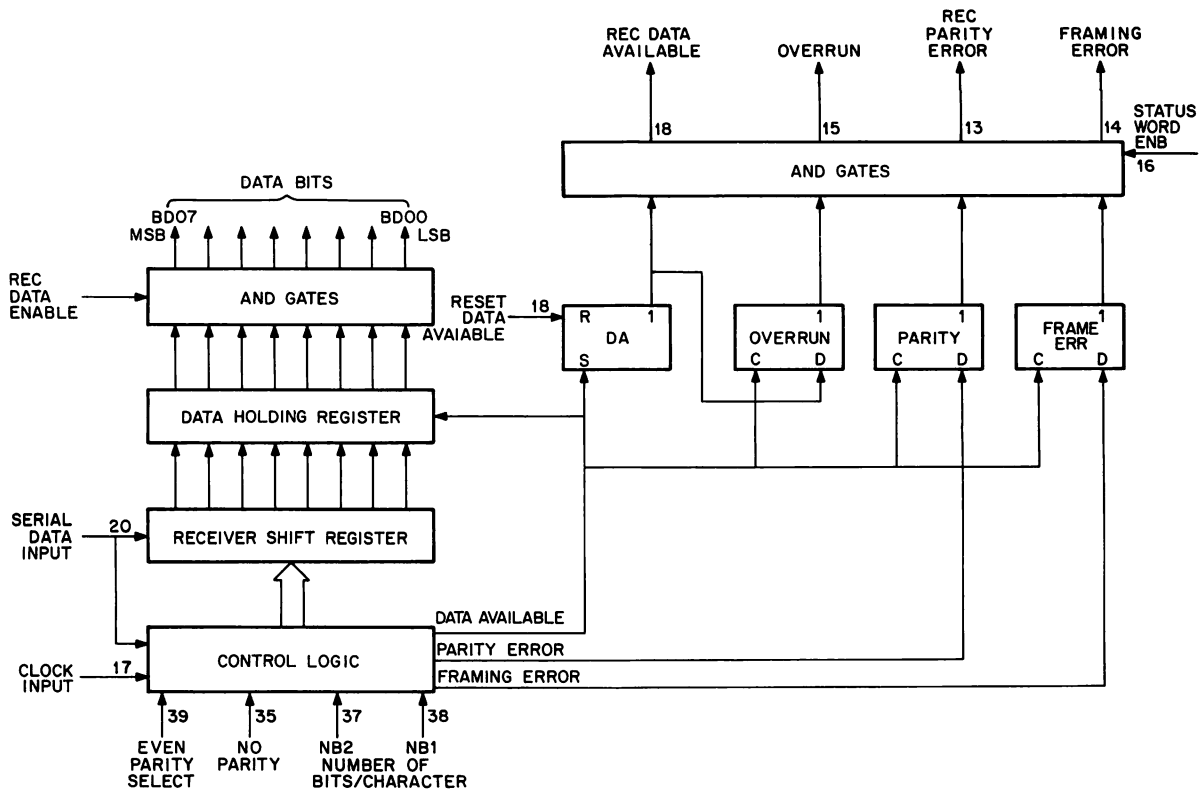 REC DATA
AVAILABLE
OVERRUN
REC
PARITY
ERROR
FRAMING
ERROR
18
15
13
14
STATUS
WORD
ENB
16
AND GATES
DATA BITS
BD07
MSB
BD00
LSB
REC
DATA
ENABLE
AND GATES
RESET
DATA
AVAIABLE
18
R
1
DA
S
1
OVERRUN
C
D
1
PARITY
C
D
1
FRAME
ERR
C
D
DATA HOLDING REGISTER
SERIAL
DATA
INPUT
20
RECEIVER SHIFT REGISTER
DATA AVAILABLE
PARITY ERROR
FRAMING ERROR
CONTROL LOGIC
CLOCK
INPUT
17
39
35
37
38
EVEN
PARITY
SELECT
NO
PARITY
NB2 NB1
NUMBER OF
BITS/CHARACTER